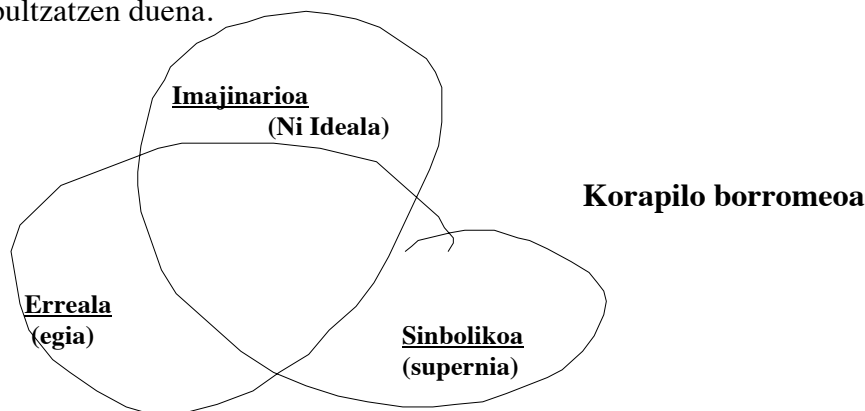 bultzatzen duena.
Imajinarioa
(Ni Ideala)
Korapilo borromeoa
Erreala
(egia)
Sinbolikoa
(supernia)